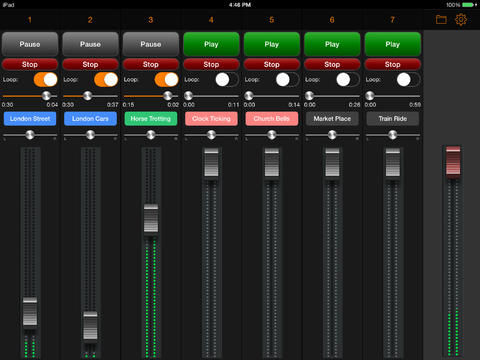 iPad 4:46 PM
1 2 3 4 5 6 7
Pause Pause Pause Play Play Play Play
Stop Stop Stop Stop Stop Stop Stop
Loop: Loop: Loop: Loop: Loop: Loop: Loop:
0:30 0:04 0:30 0:37 0:15 0:02 0:00 0:11 0:00 0:14 0:00 0:26 0:00 0:59
London Street London Cars Horse Trotting Clock Ticking Church Bells Market Place Train Ride
L R L R L R L R L R L R L R